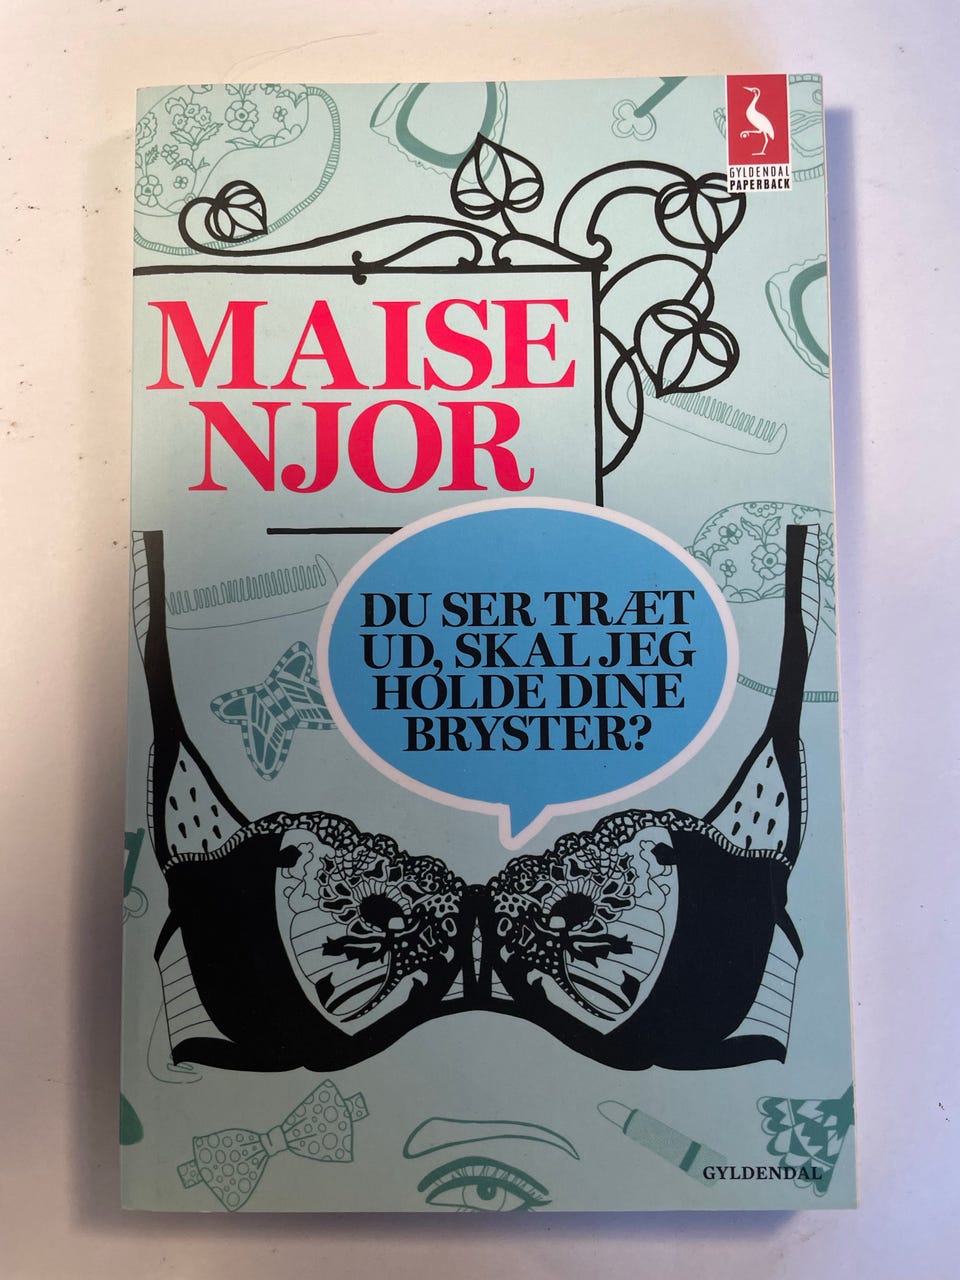 GYLDENDAL
PAPERBACK
MAISE
NJOR
DU SER TRÆT
UD, SKAL JEG
HOLDE DINE
BRYSTER?
GYLDENDAL